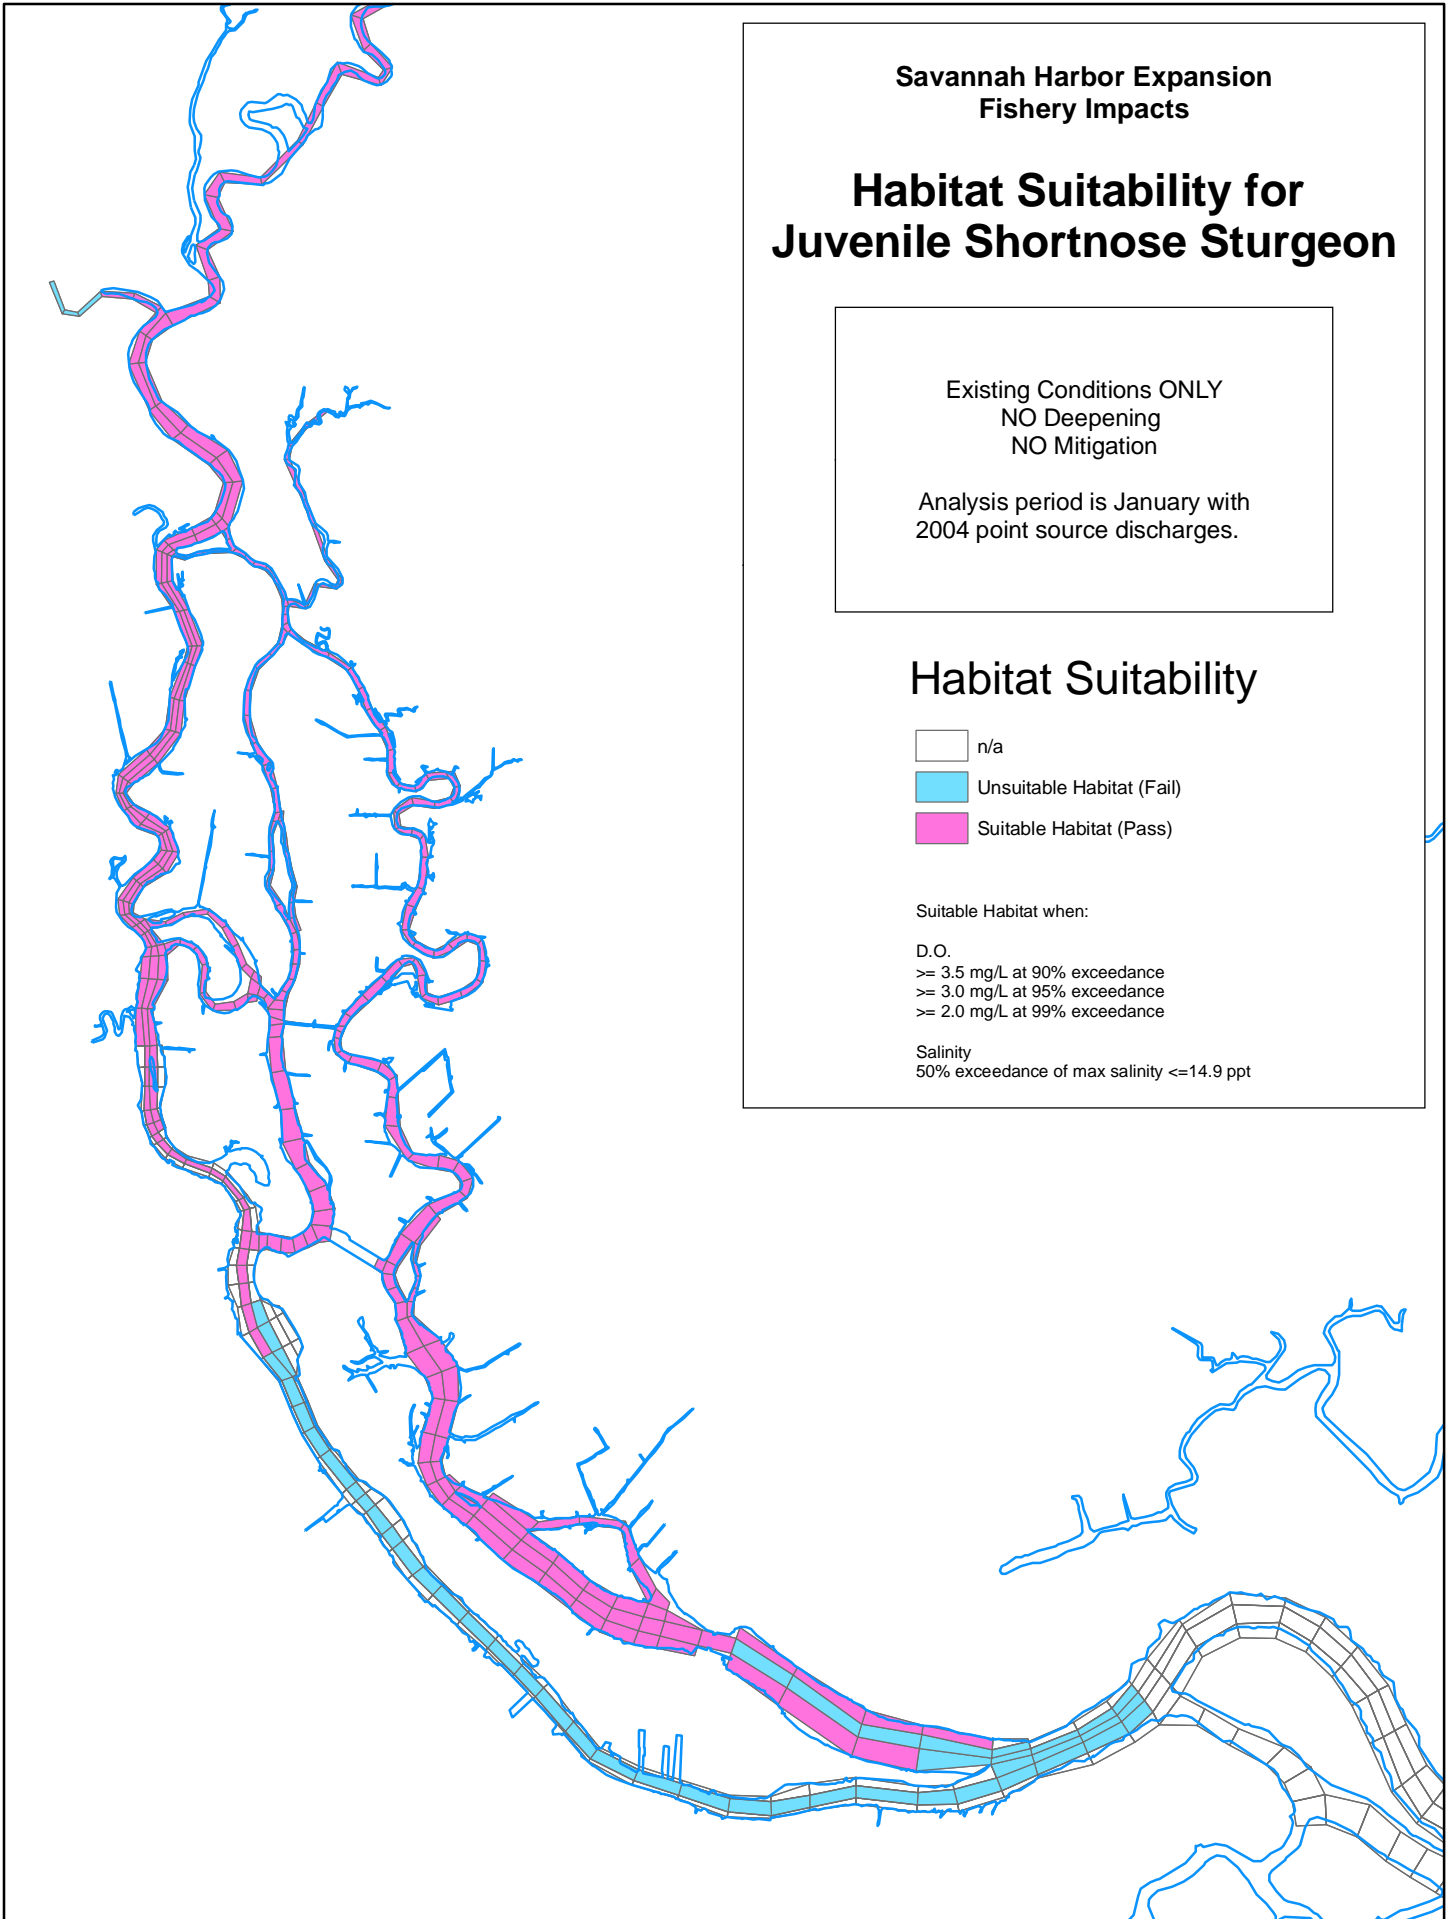 Savannah Harbor Expansion
Fishery Impacts
Habitat Suitability for
Juvenile Shortnose Sturgeon
Existing Conditions ONLY
NO Deepening
NO Mitigation
Analysis period is January with
2004 point source discharges.
Habitat Suitability
n/a
Unsuitable Habitat (Fail)
Suitable Habitat (Pass)
Suitable Habitat when:
D.O.
>= 3.5 mg/L at 90% exceedance
>= 3.0 mg/L at 95% exceedance
>= 2.0 mg/L at 99% exceedance
Salinity
50% exceedance of max salinity <=14.9 ppt